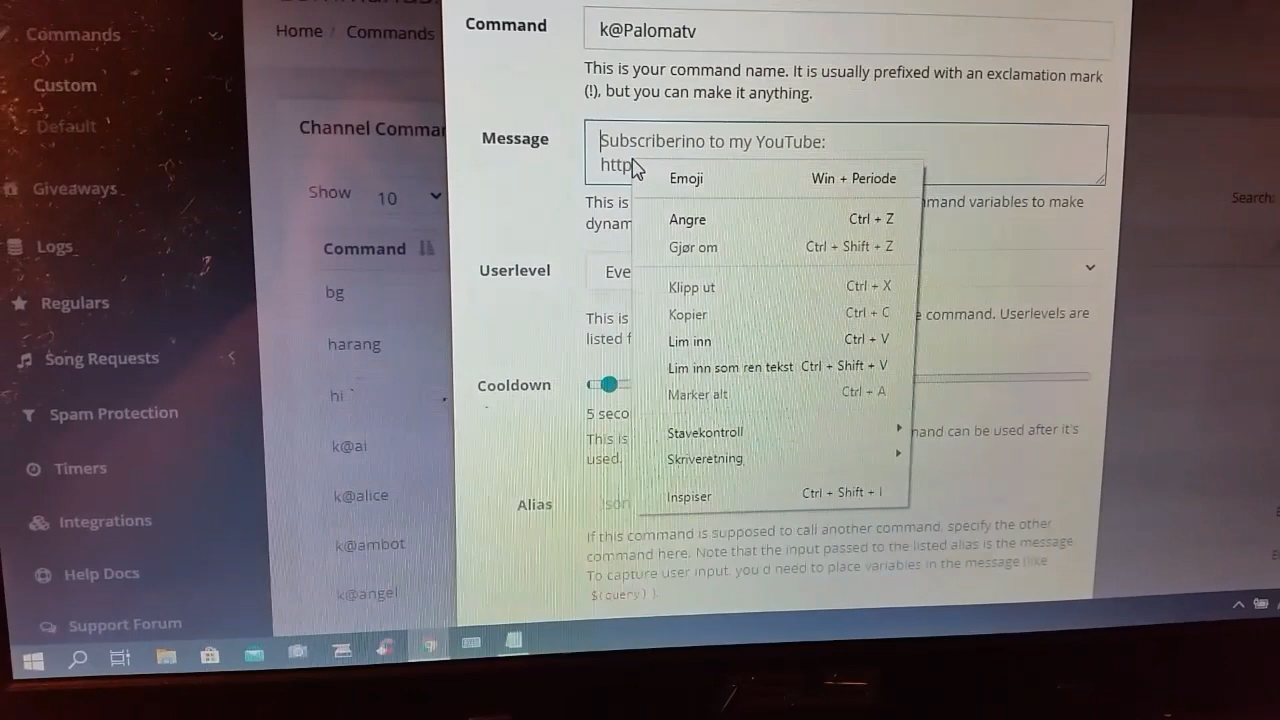 Commands
Custom
Default
Giveaways
Logs
Regulars
Song Requests
Spam Protection
Timers
Integrations
Help Docs
Support Forum
Home / Commands
Show 10
Command
bg
harang
hi `
k@ai
k@alice
k@ambot
k@angel
Search:
Command
k@Palomatv
This is your command name. It is usually prefixed with an exclamation mark
(!), but you can make it anything.
Message
Subscriberino to my YouTube:
http
This is
mand variables to make
Userlevel
This is
command. Userlevels are
listed
Cooldown
This is
mand can be used after it's
used.
Alias
If this command is supposed to call another command, specify the other
command here. Note that the input passed to the listed alias is the message.
To capture user input, you'd need to place variables in the message (like
$(query) ).
Emoji Win + Periode
Angre Ctrl + Z
Gjør om Ctrl + Shift + Z
Klipp ut Ctrl + X
Kopier Ctrl + C
Lim inn Ctrl + V
Lim inn som ren tekst Ctrl + Shift + V
Marker alt Ctrl + A
Stavekontroll
Skriveretning
Inspiser Ctrl + Shift + I